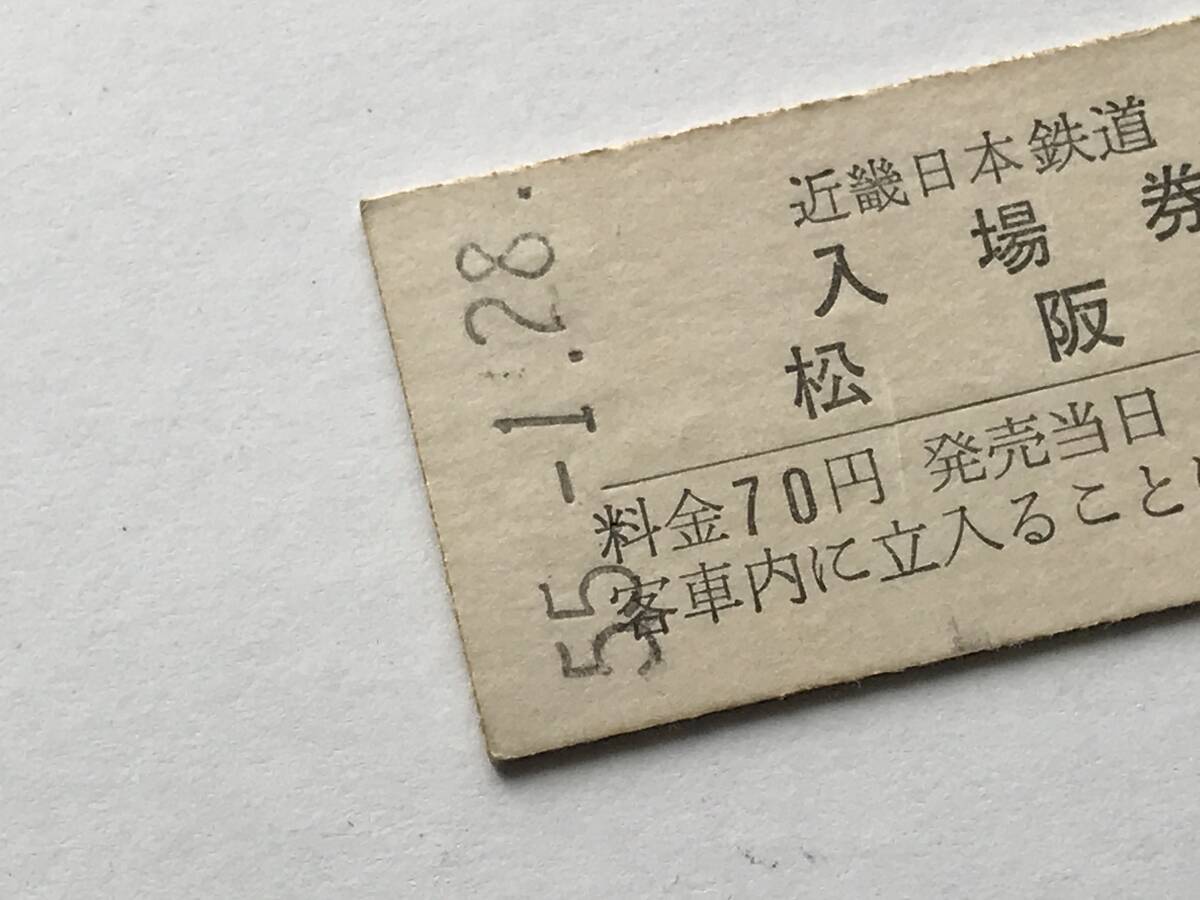 近畿日本鉄道
入場券
松阪
料金70円 発売当日
客車内に立入ること
55-1.28.